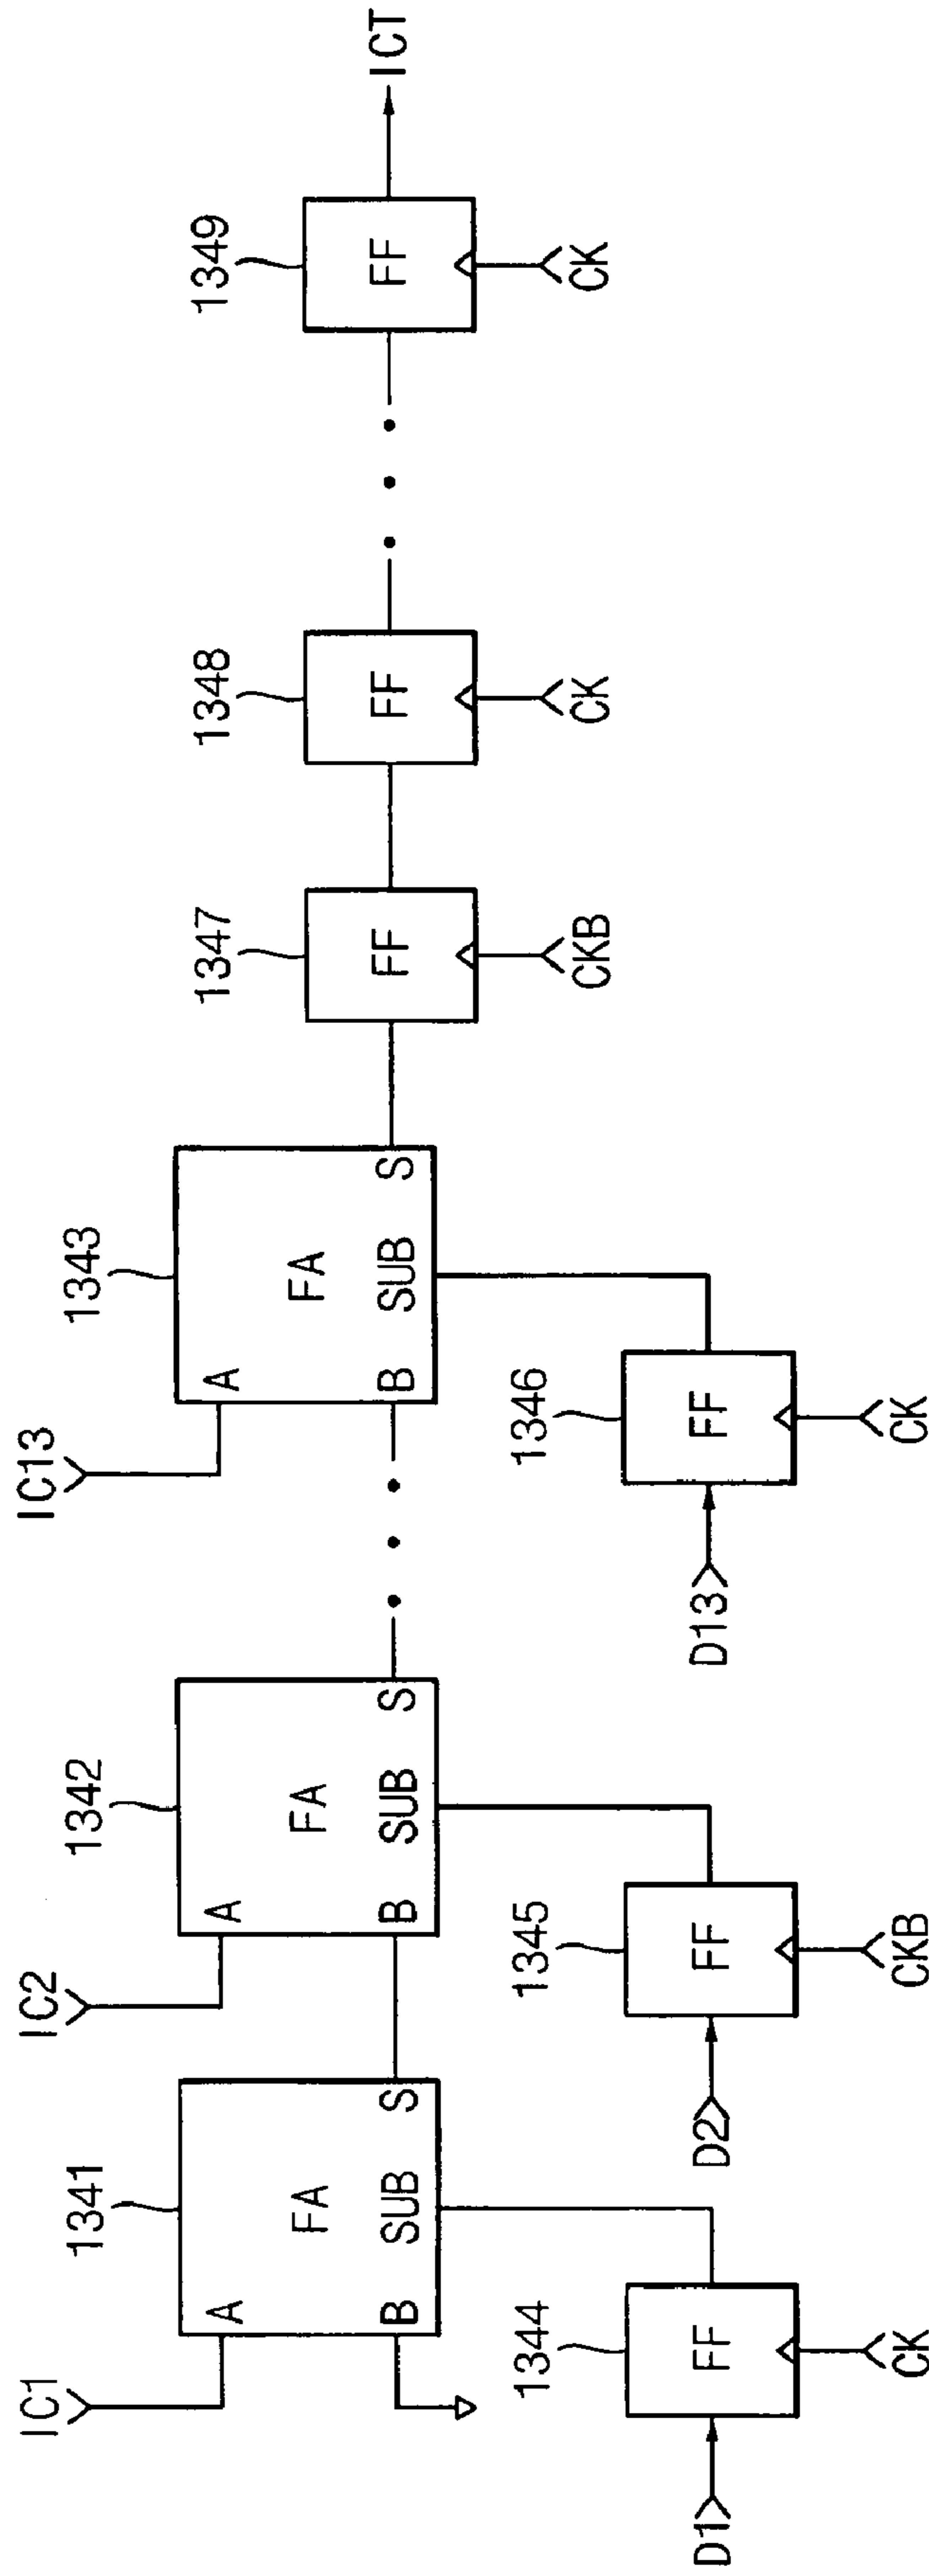 IC1
IC2
IC13
1341
1342
1343
A
FA
B
SUB
S
A
FA
B
SUB
S
A
FA
B
SUB
S
1347
FF
CKB
1348
FF
CK
1349
FF
CK
ICT
D1
1344
FF
CK
D2
1345
FF
CKB
D13
1346
FF
CK